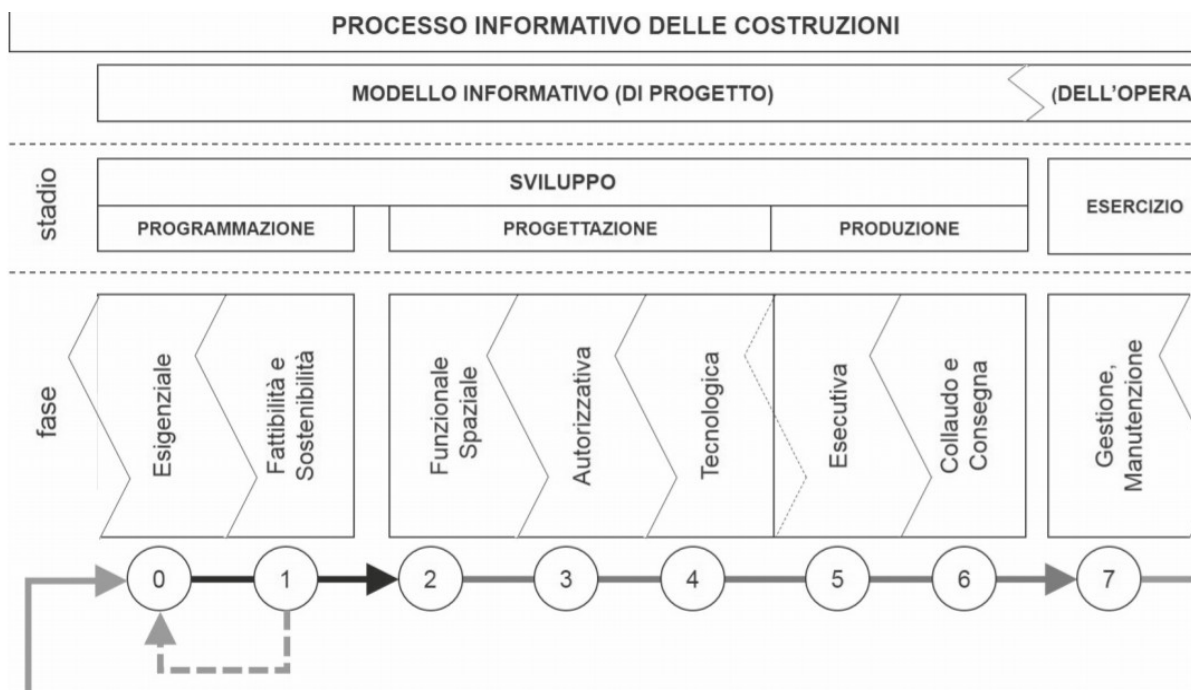 PROCESSO INFORMATIVO DELLE COSTRUZIONI
MODELLO INFORMATIVO (DI PROGETTO)
(DELL'OPERA
stadio
SVILUPPO
PROGRAMMAZIONE
PROGETTAZIONE
PRODUZIONE
ESERCIZIO
fase
Esigenziale
Fattibilità e
Sostenibilità
Funzionale
Spaziale
Autorizzativa
Tecnologica
Esecutiva
Collaudo e
Consegna
Gestione,
Manutenzione
0
1
2
3
4
5
6
7